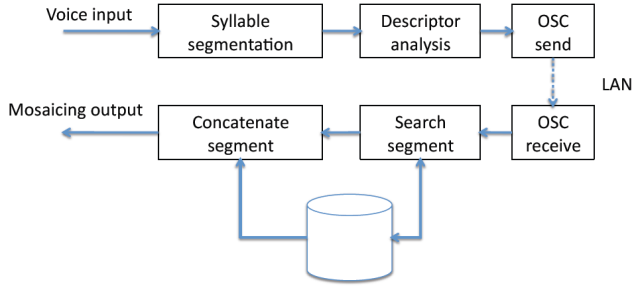 Voice input
Syllable
segmentation
Descriptor
analysis
OSC
send
LAN
Mosaicing output
Concatenate
segment
Search
segment
OSC
receive